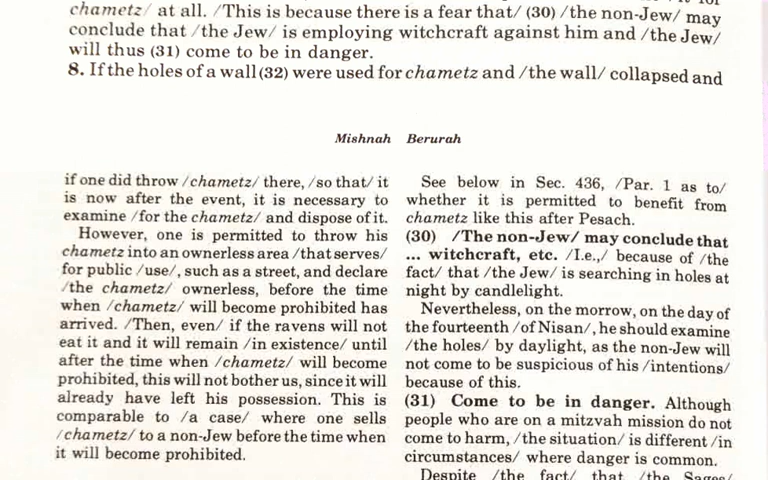 chametz/ at all. /This is because there is a fear that/ (30) /the non-Jew/ may
conclude that /the Jew/ is employing witchcraft against him and /the Jew/
will thus (31) come to be in danger.
8. If the holes of a wall (32) were used for chametz and /the wall/ collapsed and
Mishnah Berurah
if one did throw /chametz/ there, /so that/ it
is now after the event, it is necessary to
examine /for the chametz/ and dispose of it.
However, one is permitted to throw his
chametz into an ownerless area /that serves/
for public /use/, such as a street, and declare
/the chametz/ ownerless, before the time
when /chametz/ will become prohibited has
arrived. /Then, even/ if the ravens will not
eat it and it will remain /in existence/ until
after the time when /chametz/ will become
prohibited, this will not bother us, since it will
already have left his possession. This is
comparable to /a case/ where one sells
/chametz/ to a non-Jew before the time when
it will become prohibited.
See below in Sec. 436, /Par. 1 as to/
whether it is permitted to benefit from
chametz like this after Pesach.
(30) /The non-Jew/ may conclude that
... witchcraft, etc. /I.e.,/ because of /the
fact/ that /the Jew/ is searching in holes at
night by candlelight.
Nevertheless, on the morrow, on the day of
the fourteenth /of Nisan/, he should examine
/the holes/ by daylight, as the non-Jew will
not come to be suspicious of his /intentions/
because of this.
(31) Come to be in danger. Although
people who are on a mitzvah mission do not
come to harm, /the situation/ is different /in
circumstances/ where danger is common.
Despite /the fact/ that /the Sages/